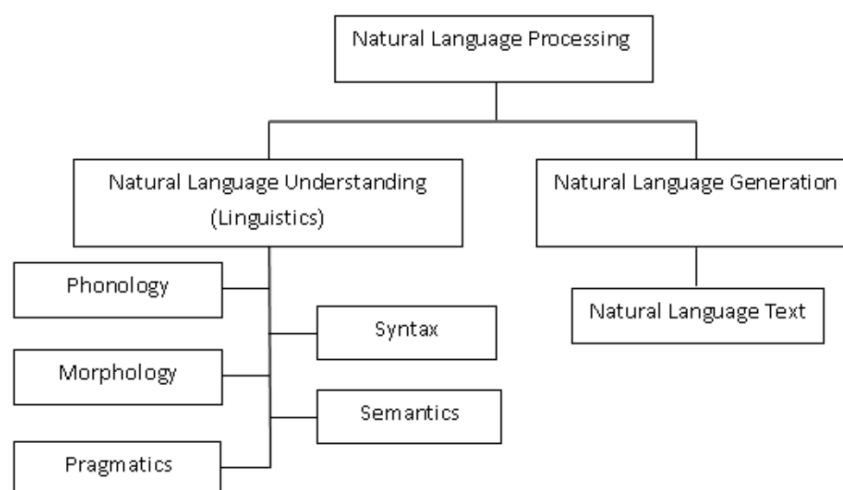 Natural Language Processing
Natural Language Understanding
(Linguistics)
Natural Language Generation
Phonology
Natural Language Text
Syntax
Morphology
Semantics
Pragmatics